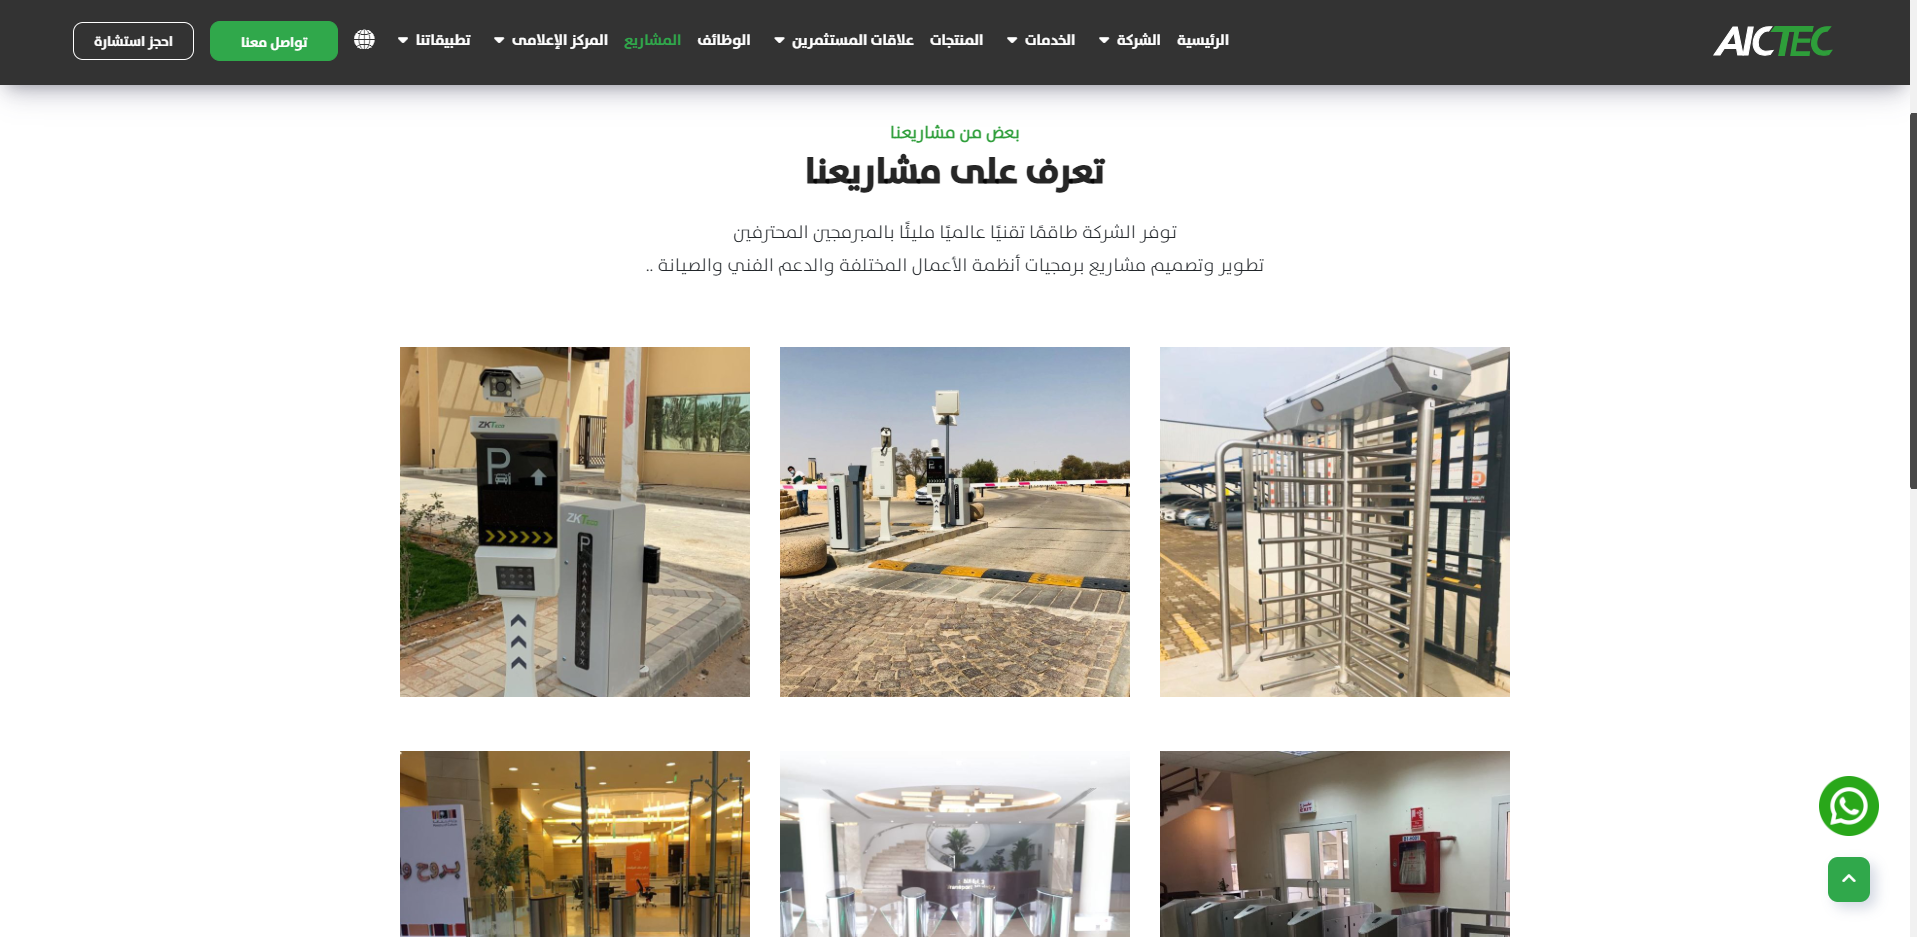 AICTEC
الرئيسية
الشركة
الخدمات
المنتجات
علاقات المستثمرين
الوظائف
المشاريع
المركز الإعلامى
تطبيقاتنا
تواصل معنا
احجز استشارة
بعض من مشاريعنا
تعرف على مشاريعنا
توفر الشركة طاقمًا تقنيًا عالميًا مليئًا بالمبرمجين المحترفين
تطوير وتصميم مشاريع برمجيات أنظمة الأعمال المختلفة والدعم الفني والصيانة ..
L
L
P
ZKTeco
P
ZKTeco
P
EXIT